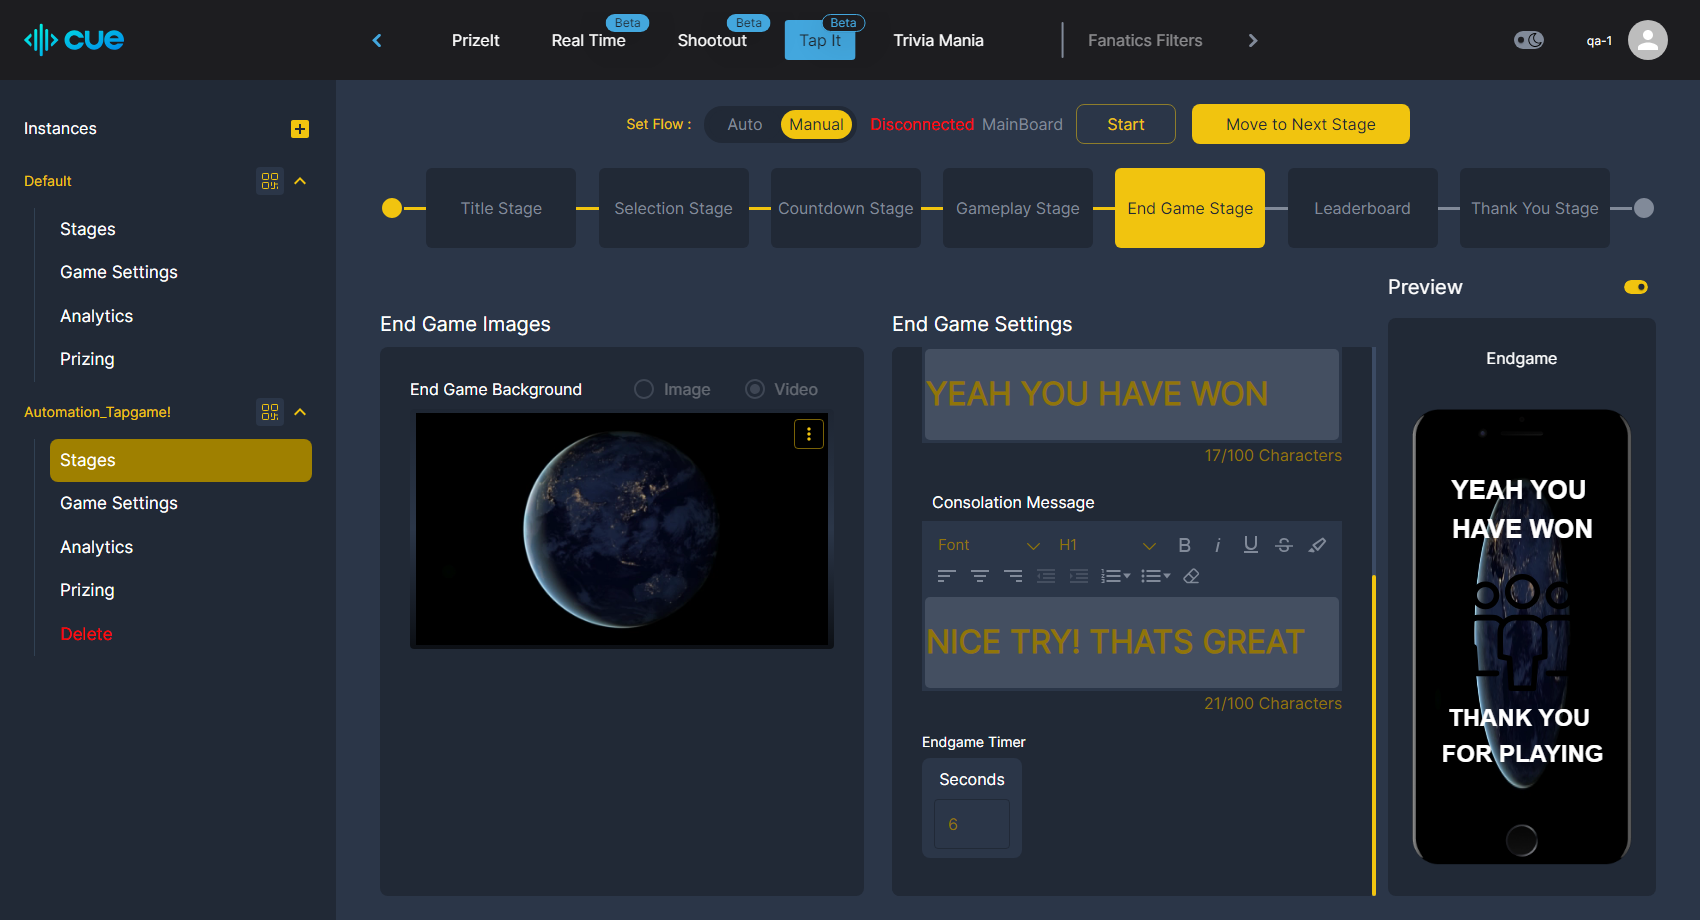 cue
PrizeIt
Real Time
Beta
Shootout
Beta
Tap It
Beta
Trivia Mania
Fanatics Filters
qa-1
Instances
Default
Stages
Game Settings
Analytics
Prizing
Automation_Tapgame!
Stages
Game Settings
Analytics
Prizing
Delete
Set Flow :
Auto
Manual
Disconnected MainBoard
Start
Move to Next Stage
Title Stage
Selection Stage
Countdown Stage
Gameplay Stage
End Game Stage
Leaderboard
Thank You Stage
End Game Images
End Game Background
Image
Video
End Game Settings
YEAH YOU HAVE WON
17/100 Characters
Consolation Message
Font
H1
B
i
U
S
NICE TRY! THATS GREAT
21/100 Characters
Endgame Timer
Seconds
6
Preview
Endgame
YEAH YOU
HAVE WON
THANK YOU
FOR PLAYING